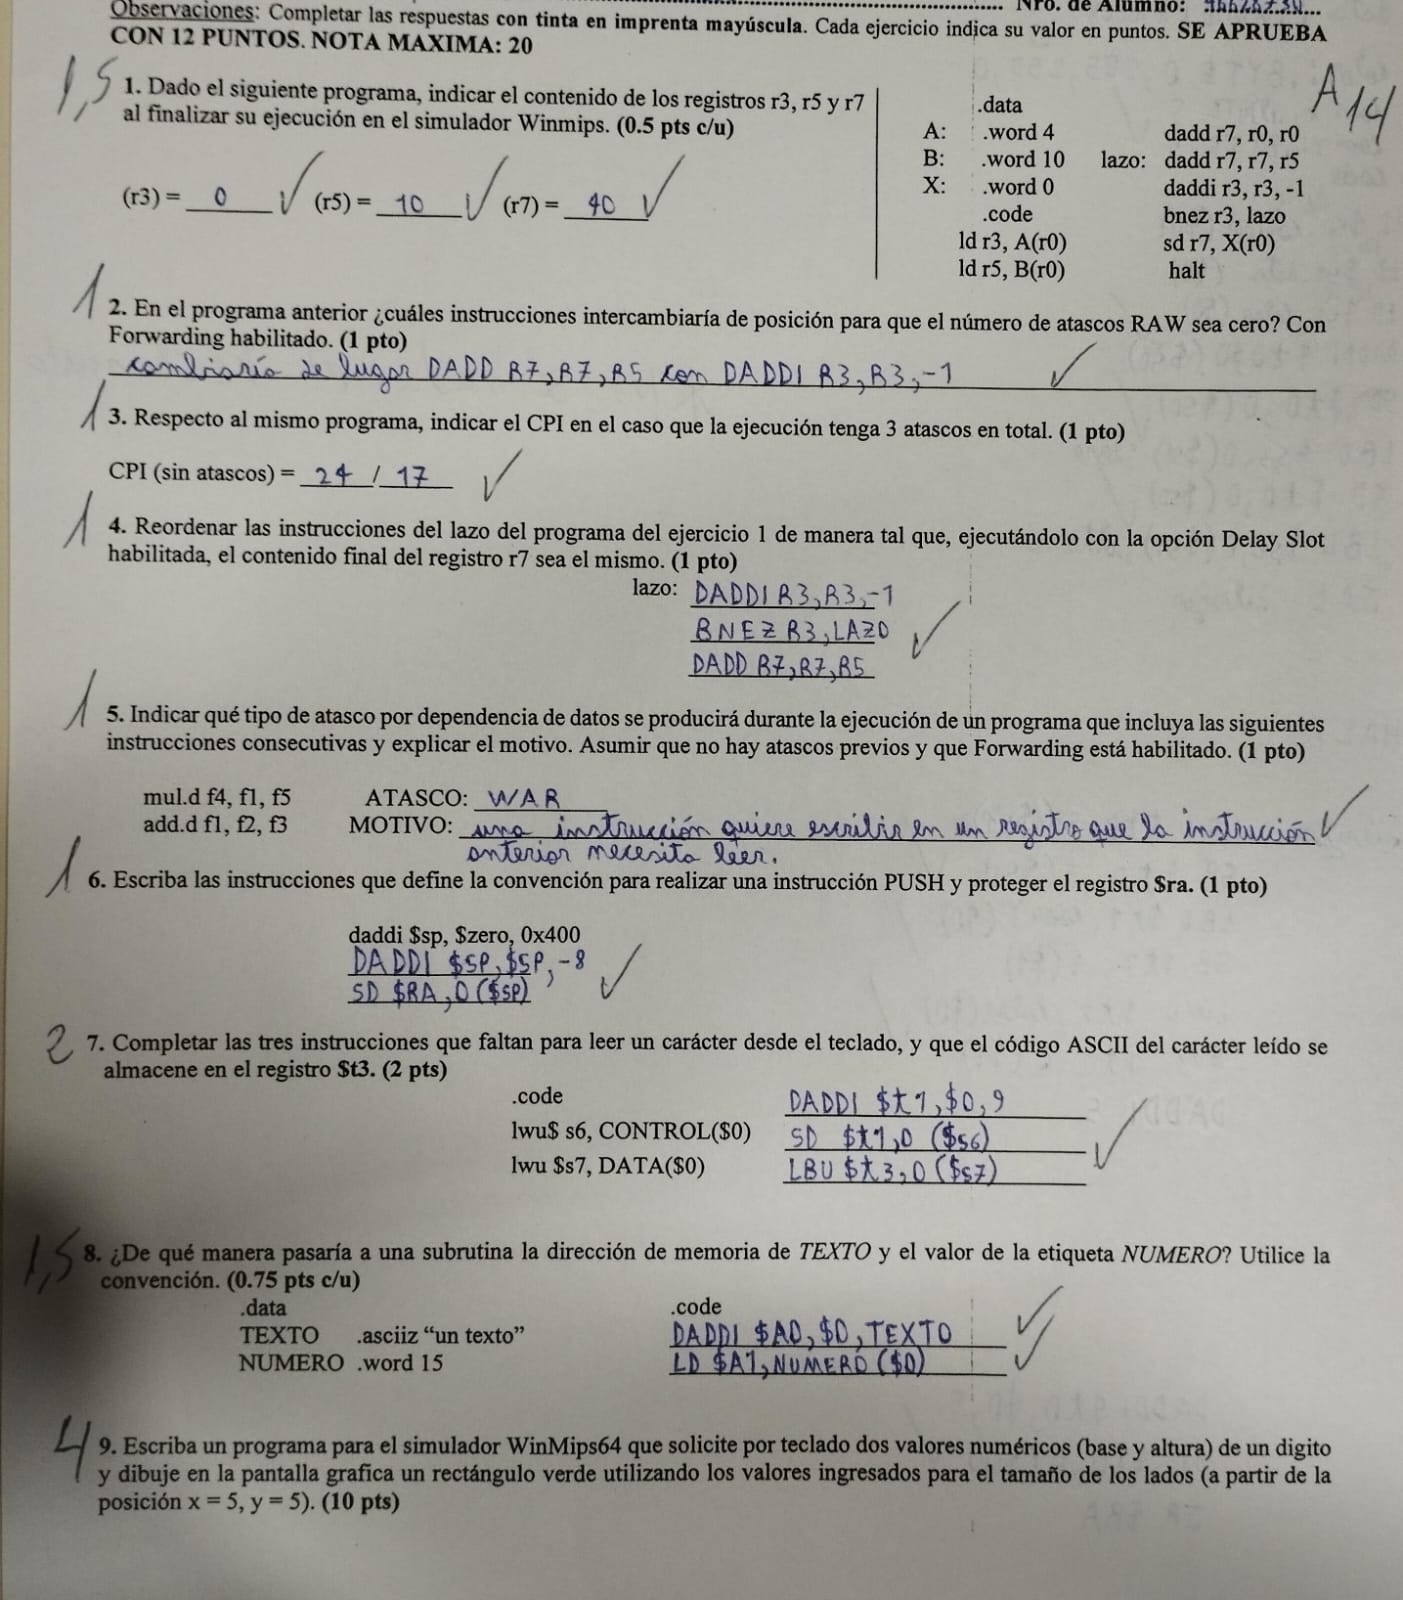 Nro. de Alumno:
Observaciones: Completar las respuestas con tinta en imprenta mayúscula. Cada ejercicio indica su valor en puntos. SE APRUEBA
CON 12 PUNTOS. NOTA MAXIMA: 20
A 14
1,5
1. Dado el siguiente programa, indicar el contenido de los registros r3, r5 y r7
al finalizar su ejecución en el simulador Winmips. (0.5 pts c/u)
(r3) = 0 (r5) = 10 (r7) = 40
.data
A: .word 4 dadd r7, r0, r0
B: .word 10 lazo: dadd r7, r7, r5
X: .word 0 daddi r3, r3, -1
.code bnez r3, lazo
ld r3, A(r0) sd r7, X(r0)
ld r5, B(r0) halt
1
2. En el programa anterior ¿cuáles instrucciones intercambiaría de posición para que el número de atascos RAW sea cero? Con
Forwarding habilitado. (1 pto)
cambiaría de lugar DADD R7,R7,R5 con DADDI R3,R3,-1
1
3. Respecto al mismo programa, indicar el CPI en el caso que la ejecución tenga 3 atascos en total. (1 pto)
CPI (sin atascos) = 24 / 17
1
4. Reordenar las instrucciones del lazo del programa del ejercicio 1 de manera tal que, ejecutándolo con la opción Delay Slot
habilitada, el contenido final del registro r7 sea el mismo. (1 pto)
lazo: DADDI R3,R3,-1
BNEZ R3,LAZO
DADD R7,R7,R5
1
5. Indicar qué tipo de atasco por dependencia de datos se producirá durante la ejecución de un programa que incluya las siguientes
instrucciones consecutivas y explicar el motivo. Asumir que no hay atascos previos y que Forwarding está habilitado. (1 pto)
mul.d f4, f1, f5 ATASCO: WAR
add.d f1, f2, f3 MOTIVO: una instrucción quiere escribir en un registro que la instrucción
anterior necesita leer.
1
6. Escriba las instrucciones que define la convención para realizar una instrucción PUSH y proteger el registro $ra. (1 pto)
daddi $sp, $zero, 0x400
DADDI $SP,$SP,-8
SD $RA,0($SP)
2
7. Completar las tres instrucciones que faltan para leer un carácter desde el teclado, y que el código ASCII del carácter leído se
almacene en el registro $t3. (2 pts)
.code DADDI $t1,$0,9
lwu$ s6, CONTROL($0) SD $t1,0 ($s6)
lwu $s7, DATA($0) LBU $t3,0($s7)
1,5
8. ¿De qué manera pasaría a una subrutina la dirección de memoria de TEXTO y el valor de la etiqueta NUMERO? Utilice la
convención. (0.75 pts c/u)
.data .code
TEXTO .asciiz “un texto” DADDI $A0,$0,TEXTO
NUMERO .word 15 LD $A1,NUMERO($0)
4
9. Escriba un programa para el simulador WinMips64 que solicite por teclado dos valores numéricos (base y altura) de un digito
y dibuje en la pantalla grafica un rectángulo verde utilizando los valores ingresados para el tamaño de los lados (a partir de la
posición x = 5, y = 5). (10 pts)